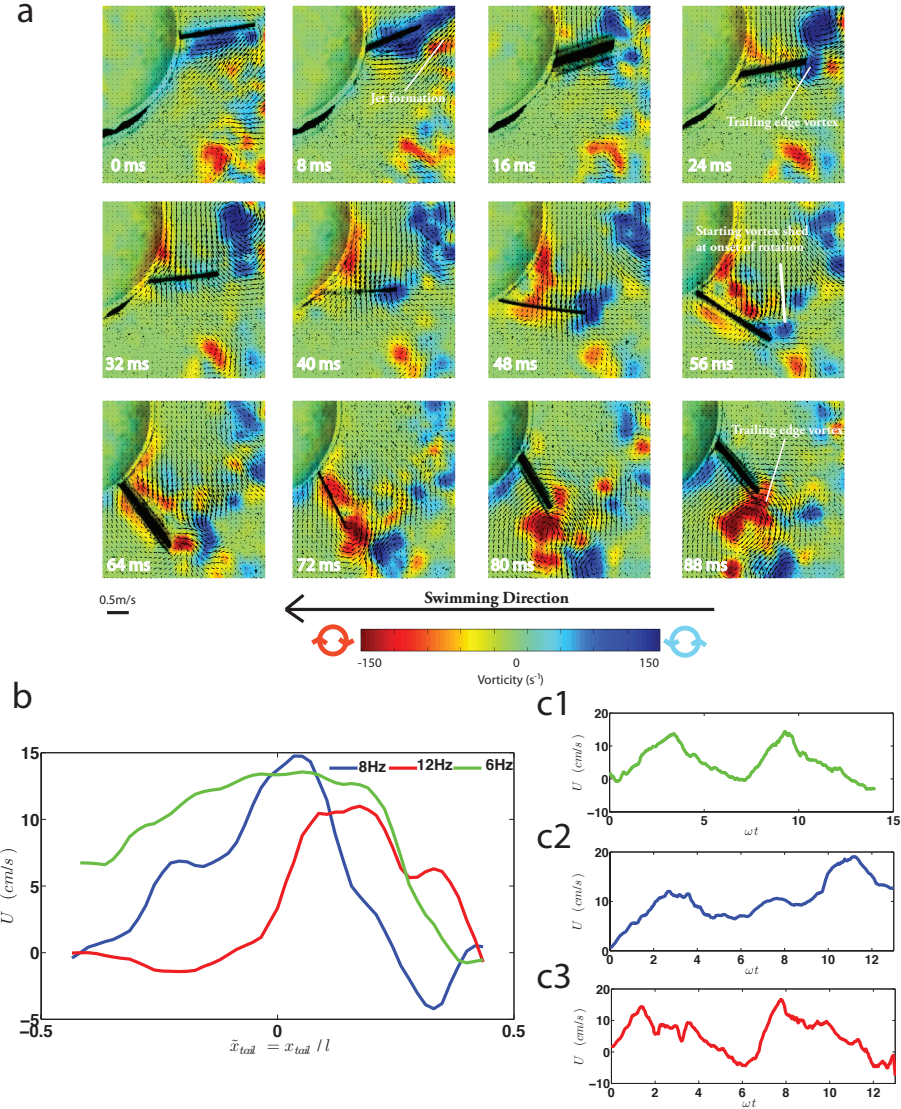 a
Jet formation
Trailing edge vortex
0 ms
8 ms
16 ms
24 ms
Starting vortex shed
at onset of rotation
32 ms
40 ms
48 ms
56 ms
Trailing edge vortex
64 ms
72 ms
80 ms
88 ms
0.5m/s
Swimming Direction
-150
0
150
Vorticity (s⁻¹)
b
15
10
5
0
−5
U (cm/s)
8Hz
12Hz
6Hz
−0.5
0
0.5
x̃tail = xtail / l
c1
20
10
0
−10
U (cm/s)
0
5
10
15
ωt
c2
20
10
0
U (cm/s)
0
2
4
6
8
10
12
ωt
c3
20
10
0
−10
U (cm/s)
0
2
4
6
8
10
12
ωt